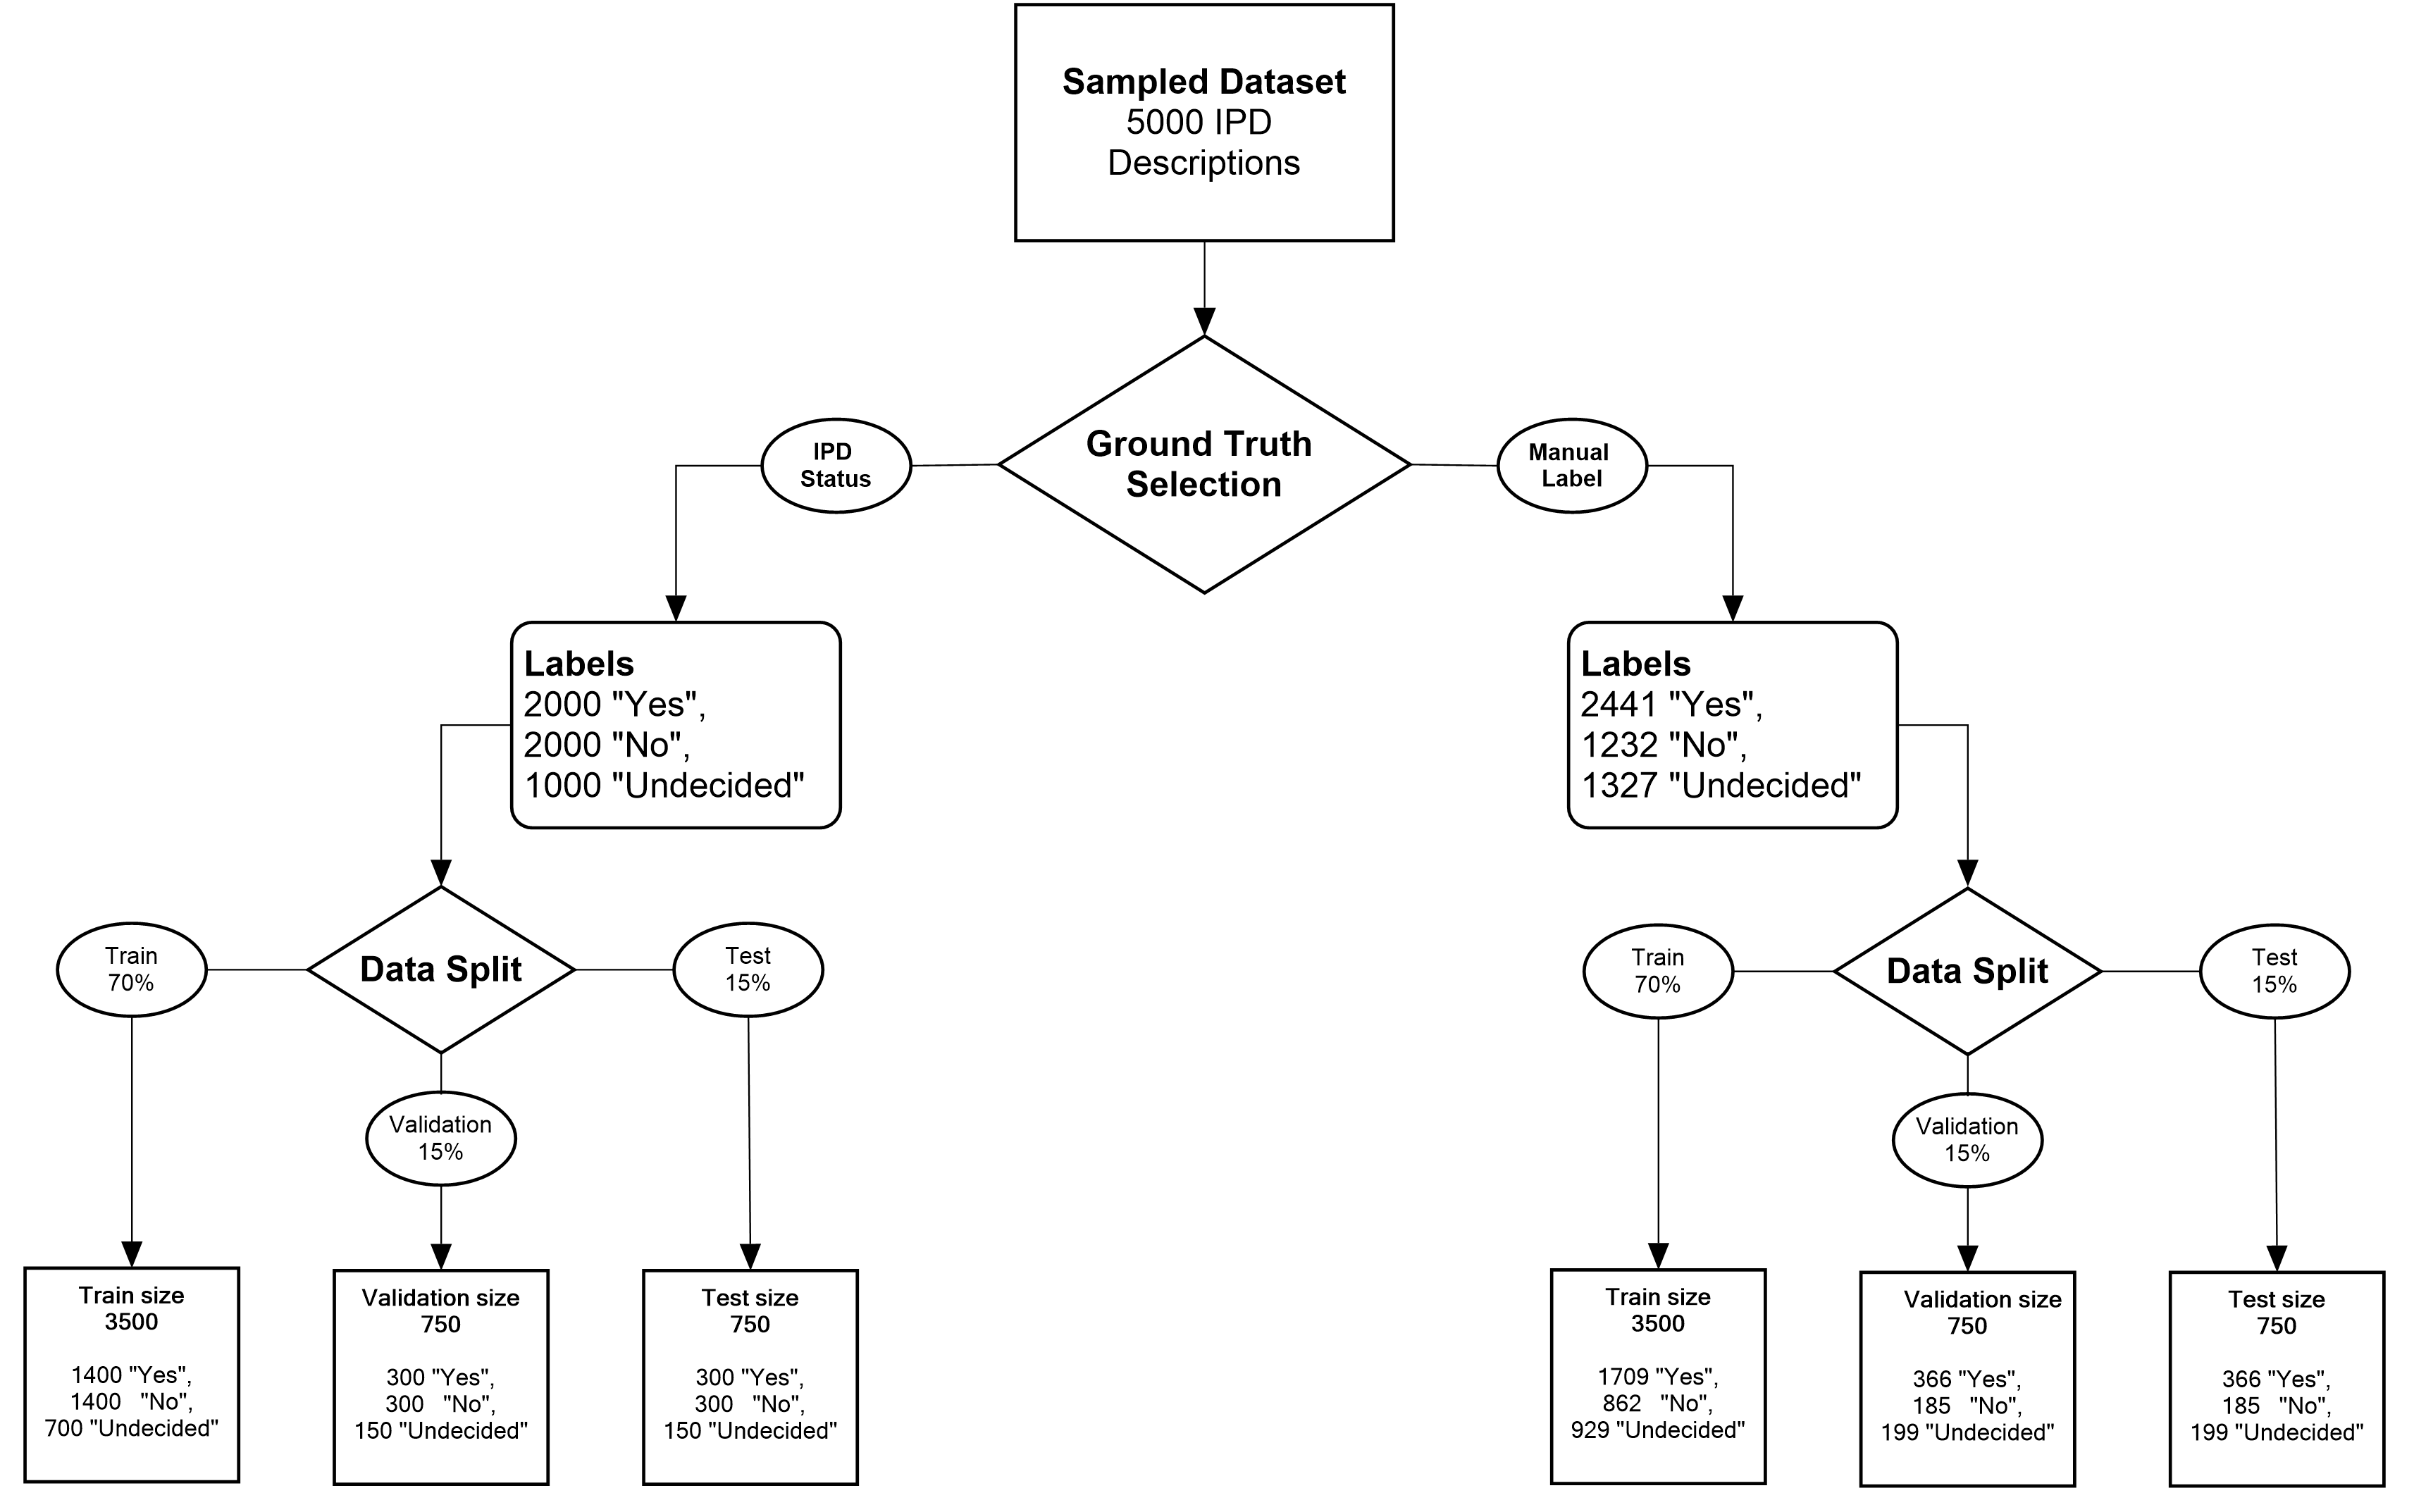 Sampled Dataset
5000 IPD
Descriptions
Ground Truth
Selection
IPD
Status
Manual
Label
Labels
2000 "Yes",
2000 "No",
1000 "Undecided"
Labels
2441 "Yes",
1232 "No",
1327 "Undecided"
Train
70%
Data Split
Test
15%
Validation
15%
Train
70%
Data Split
Test
15%
Validation
15%
Train size
3500
1400 "Yes",
1400 "No",
700 "Undecided"
Validation size
750
300 "Yes",
300 "No",
150 "Undecided"
Test size
750
300 "Yes",
300 "No",
150 "Undecided"
Train size
3500
1709 "Yes",
862 "No",
929 "Undecided"
Validation size
750
366 "Yes",
185 "No",
199 "Undecided"
Test size
750
366 "Yes",
185 "No",
199 "Undecided"